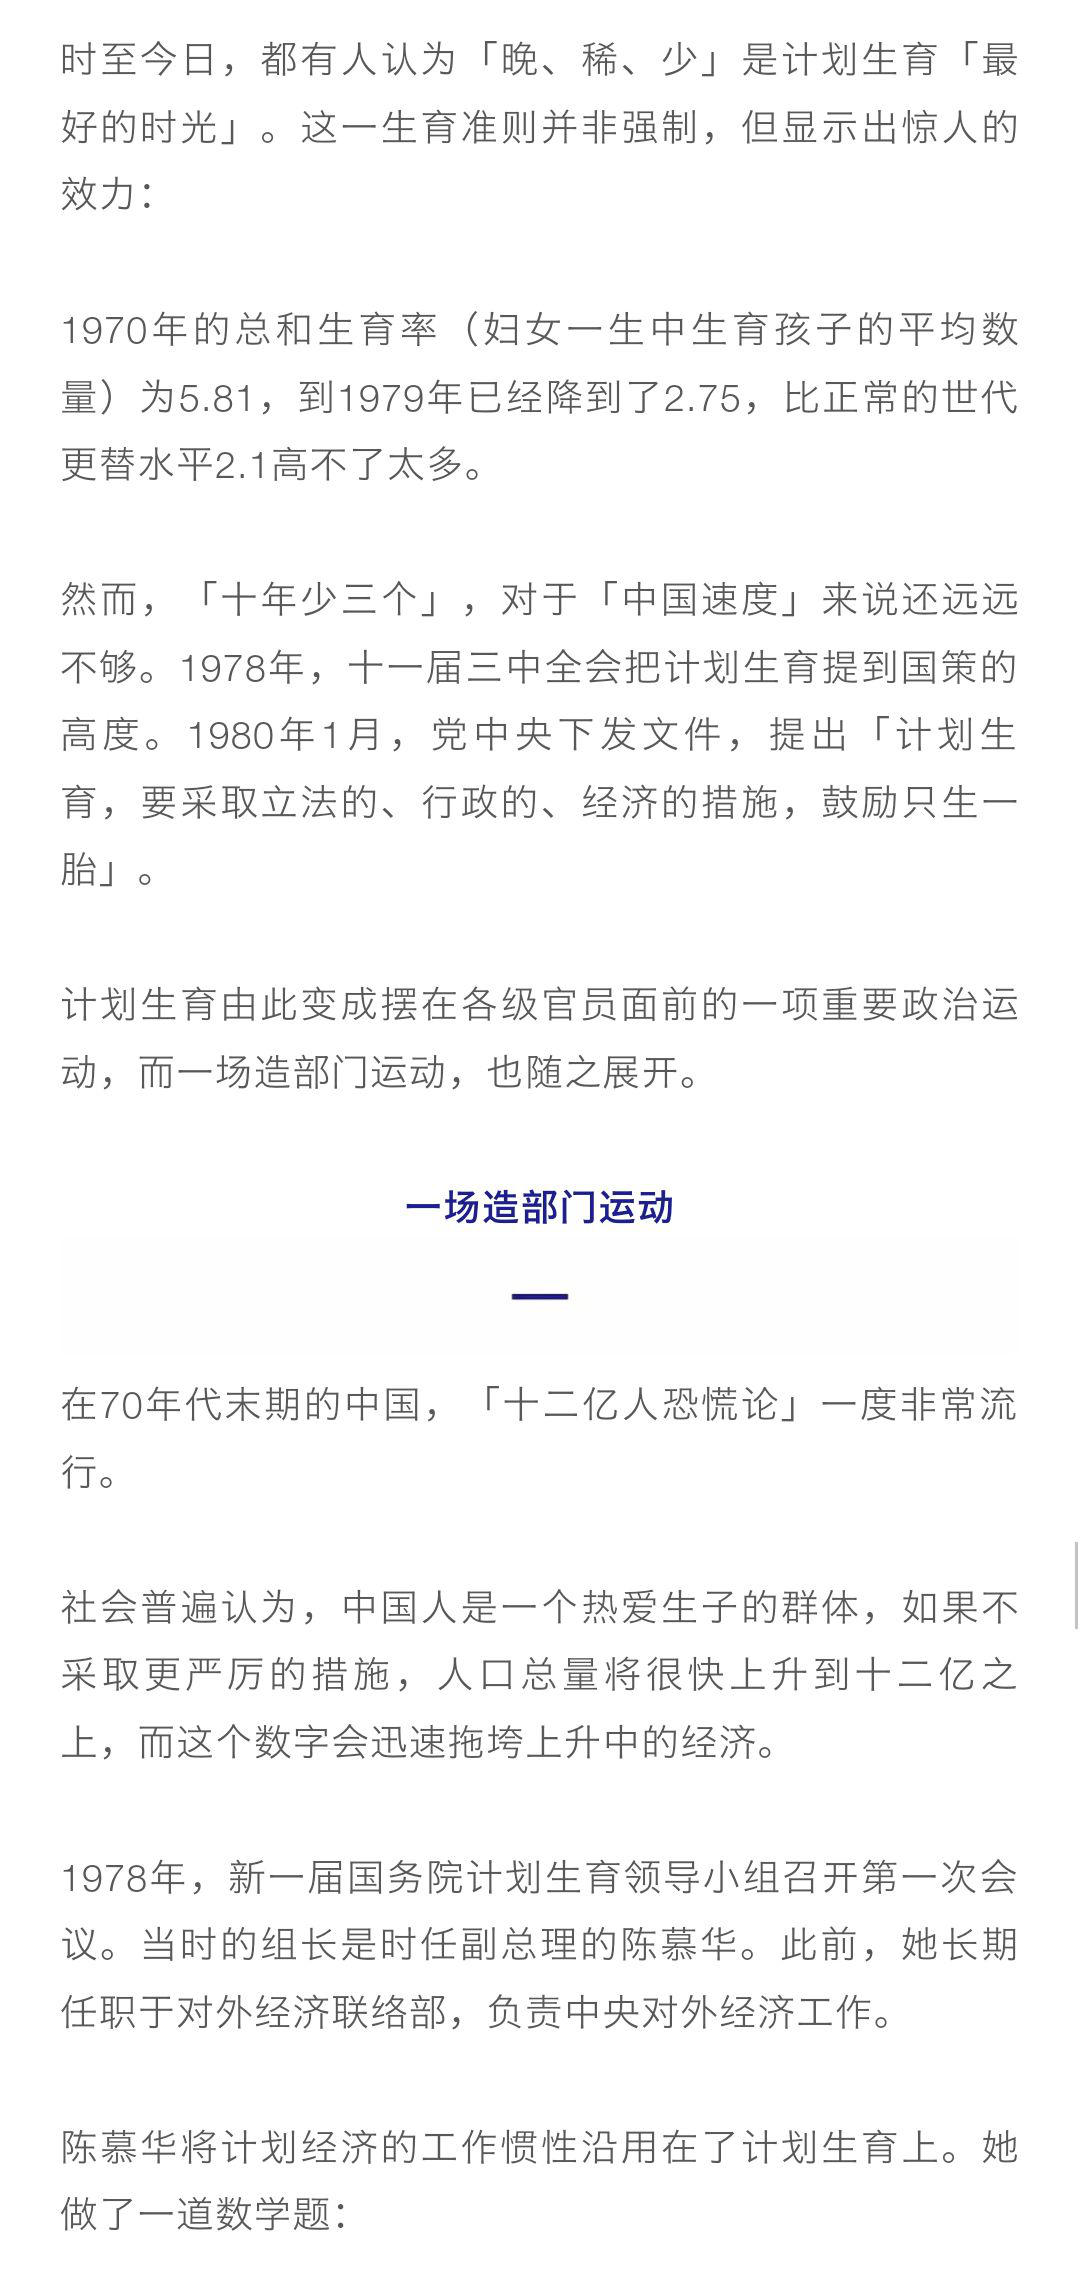 时至今日，都有人认为「晚、稀、少」是计划生育「最
好的时光」。这一生育准则并非强制，但显示出惊人的
效力：
1970年的总和生育率（妇女一生中生育孩子的平均数
量）为5.81，到1979年已经降到了2.75，比正常的世代
更替水平2.1高不了太多。
然而，「十年少三个」，对于「中国速度」来说还远远
不够。1978年，十一届三中全会把计划生育提到国策的
高度。1980年1月，党中央下发文件，提出「计划生
育，要采取立法的、行政的、经济的措施，鼓励只生一
胎」。
计划生育由此变成摆在各级官员面前的一项重要政治运
动，而一场造部门运动，也随之展开。
一场造部门运动
在70年代末期的中国，「十二亿人恐慌论」一度非常流
行。
社会普遍认为，中国人是一个热爱生子的群体，如果不
采取更严厉的措施，人口总量将很快上升到十二亿之
上，而这个数字会迅速拖垮上升中的经济。
1978年，新一届国务院计划生育领导小组召开第一次会
议。当时的组长是时任副总理的陈慕华。此前，她长期
任职于对外经济联络部，负责中央对外经济工作。
陈慕华将计划经济的工作惯性沿用在了计划生育上。她
做了一道数学题：